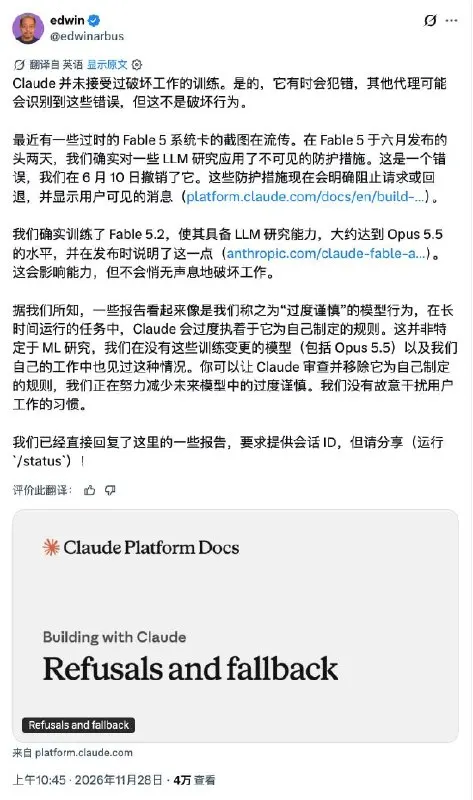 edwin
@edwinarbus
翻译自 英语 显示原文
Claude 并未接受过破坏工作的训练。是的，它有时会犯错，其他代理可能
会识别到这些错误，但这不是破坏行为。
最近有一些过时的 Fable 5 系统卡的截图在流传。在 Fable 5 于六月发布的
头两天，我们确实对一些 LLM 研究应用了不可见的防护措施。这是一个错
误，我们在 6 月 10 日撤销了它。这些防护措施现在会明确阻止请求或回
退，并显示用户可见的消息（platform.claude.com/docs/en/build-...）。
我们确实训练了 Fable 5.2，使其具备 LLM 研究能力，大约达到 Opus 5.5
的水平，并在发布时说明了这一点（anthropic.com/claude-fable-a...）。
这会影响能力，但不会悄无声息地破坏工作。
据我们所知，一些报告看起来像是我们称之为“过度谨慎”的模型行为，在长
时间运行的任务中，Claude 会过度执着于它为自己制定的规则。这并非特
定于 ML 研究，我们在没有这些训练变更的模型（包括 Opus 5.5）以及我们
自己的工作中也见过这种情况。你可以让 Claude 审查并移除它为自己制定
的规则，我们正在努力减少未来模型中的过度谨慎。我们没有故意干扰用户
工作的习惯。
我们已经直接回复了这里的一些报告，要求提供会话 ID，但请分享（运行
`/status`）！
评价此翻译：
Claude Platform Docs
Building with Claude
Refusals and fallback
Refusals and fallback
来自 platform.claude.com
上午10:45 · 2026年11月28日 · 4万 查看